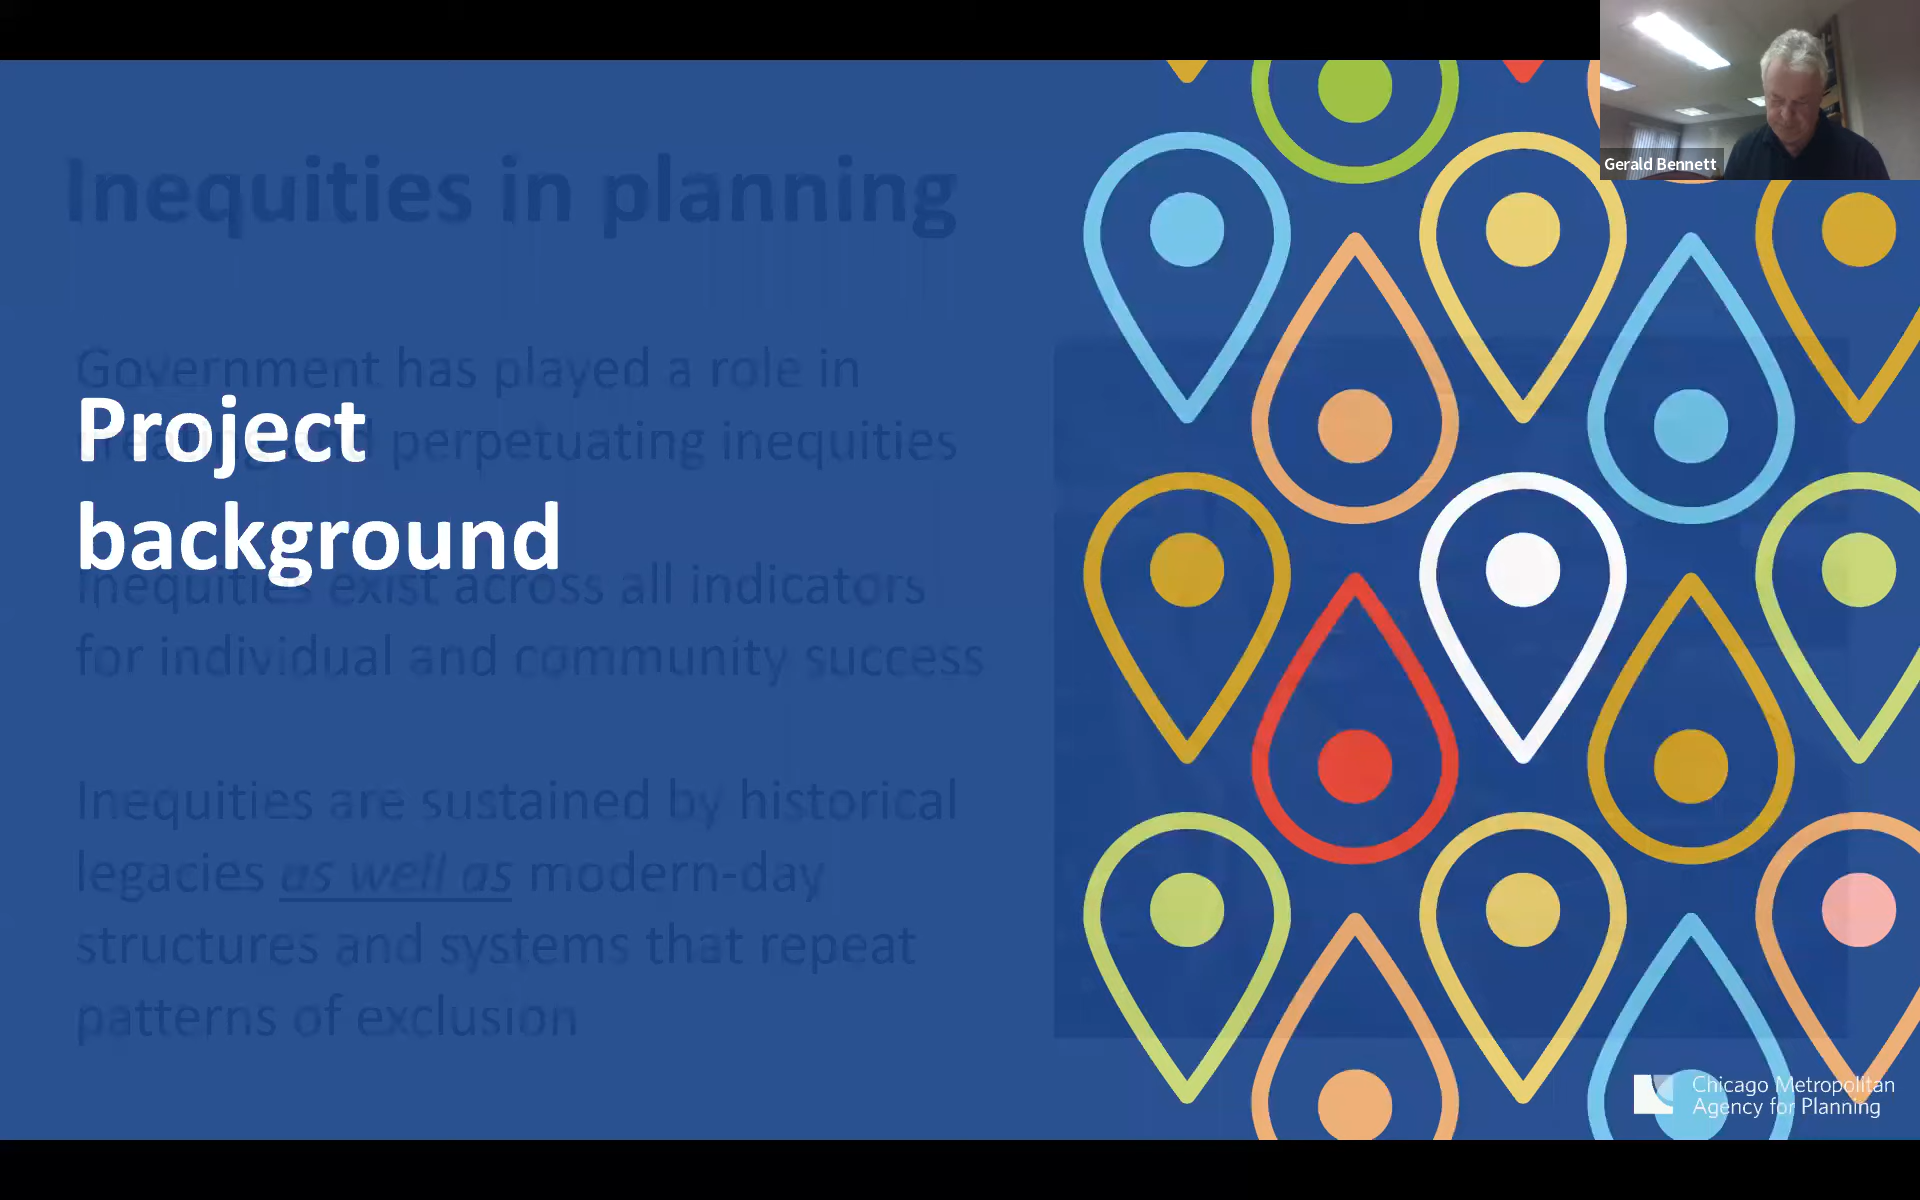 Gerald Bennett
Inequities in planning
Government has played a role in
creating and perpetuating inequities
Project
background
Inequities exist across all indicators
for individual and community success
Inequities are sustained by historical
legacies as well as modern-day
structures and systems that repeat
patterns of exclusion
Chicago Metropolitan
Agency for Planning